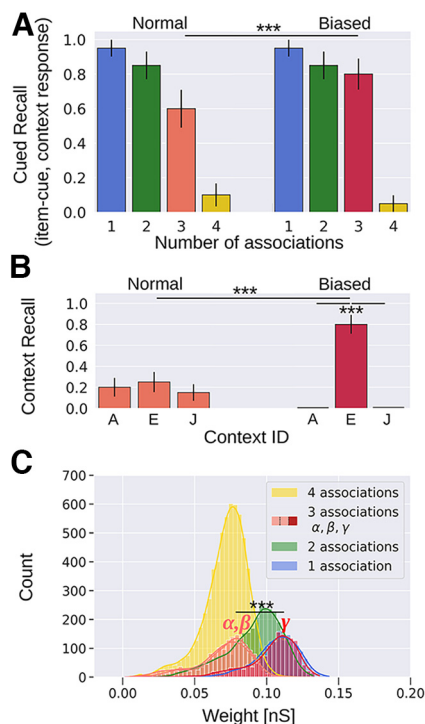 A
Normal
Biased
***
Cued Recall
(item-cue, context response)
1.0
0.8
0.6
0.4
0.2
0.0
1 2 3 4 1 2 3 4
Number of associations
B
Normal
Biased
***
***
Context Recall
1.0
0.8
0.6
0.4
0.2
0.0
A E J A E J
Context ID
C
700
600
500
400
300
200
100
0
Count
4 associations
3 associations
α, β, γ
2 associations
1 association
***
α,β
γ
0.00 0.05 0.10 0.15 0.20
Weight [nS]